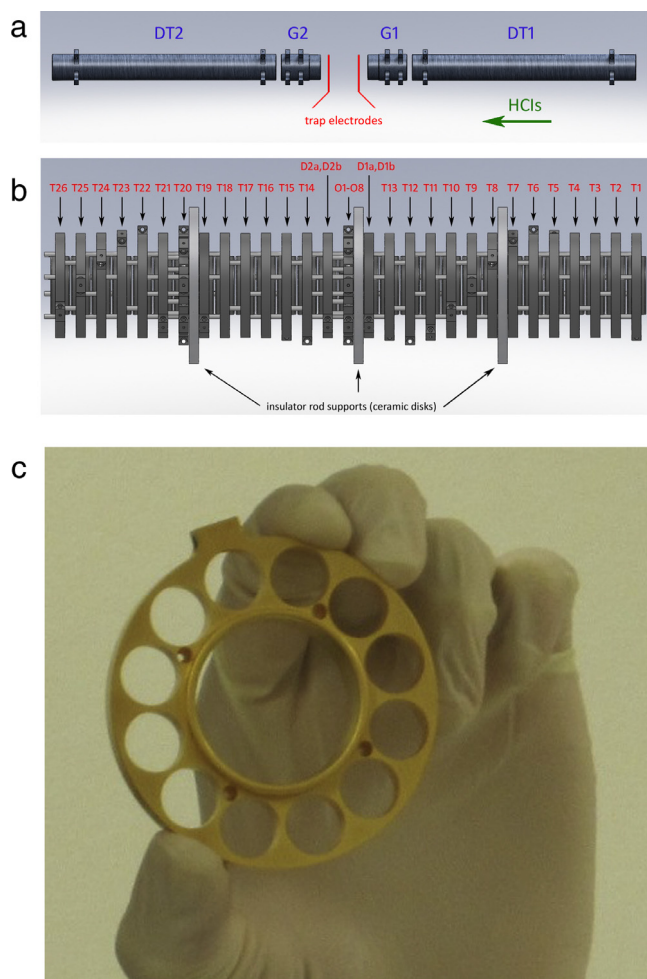 a
DT2 G2 G1 DT1
trap electrodes
HCIs
b
D2a,D2b D1a,D1b
T26 T25 T24 T23 T22 T21 T20 T19 T18 T17 T16 T15 T14 O1-O8 T13 T12 T11 T10 T9 T8 T7 T6 T5 T4 T3 T2 T1
insulator rod supports (ceramic disks)
c